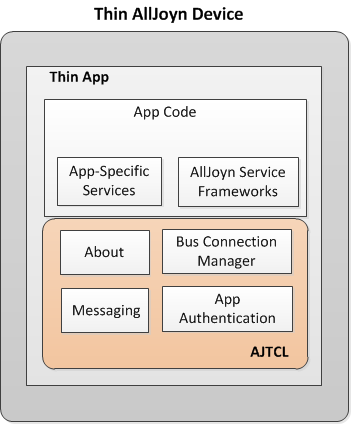 Thin AllJoyn Device
Thin App
App Code
App-Specific
Services
AllJoyn Service
Frameworks
About
Bus Connection
Manager
Messaging
App
Authentication
AJTCL